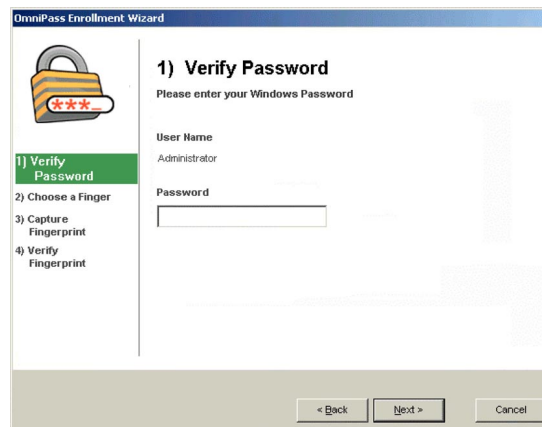 OmniPass Enrollment Wizard
***_
1) Verify Password
Please enter your Windows Password
User Name
Administrator
Password
1) Verify
Password
2) Choose a Finger
3) Capture
Fingerprint
4) Verify
Fingerprint
< Back
Next >
Cancel